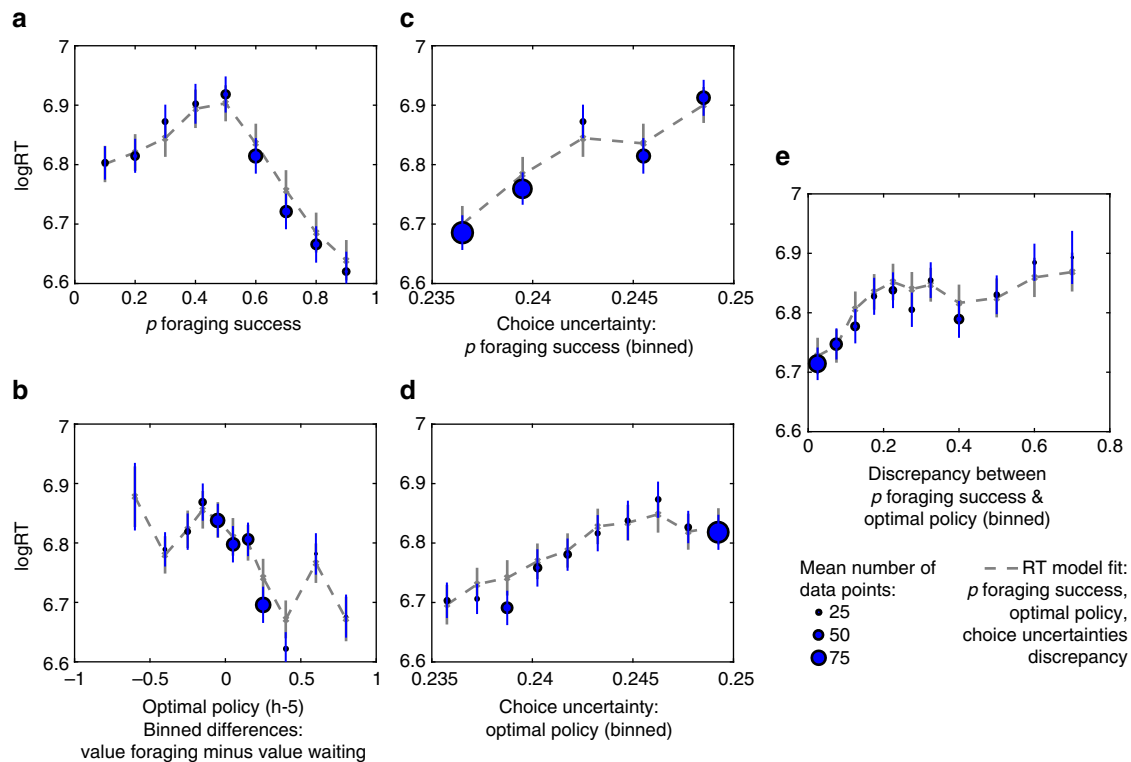 a
7
6.9
6.8
6.7
6.6
logRT
0 0.2 0.4 0.6 0.8 1
p foraging success
b
7
6.9
6.8
6.7
6.6
logRT
−1 −0.5 0 0.5 1
Optimal policy (h-5)
Binned differences:
value foraging minus value waiting
c
7
6.9
6.8
6.7
6.6
0.235 0.24 0.245 0.25
Choice uncertainty:
p foraging success (binned)
d
7
6.9
6.8
6.7
6.6
0.235 0.24 0.245 0.25
Choice uncertainty:
optimal policy (binned)
e
7
6.9
6.8
6.7
6.6
0 0.2 0.4 0.6 0.8
Discrepancy between
p foraging success &
optimal policy (binned)
Mean number of
data points:
25
50
75
RT model fit:
p foraging success,
optimal policy,
choice uncertainties
discrepancy